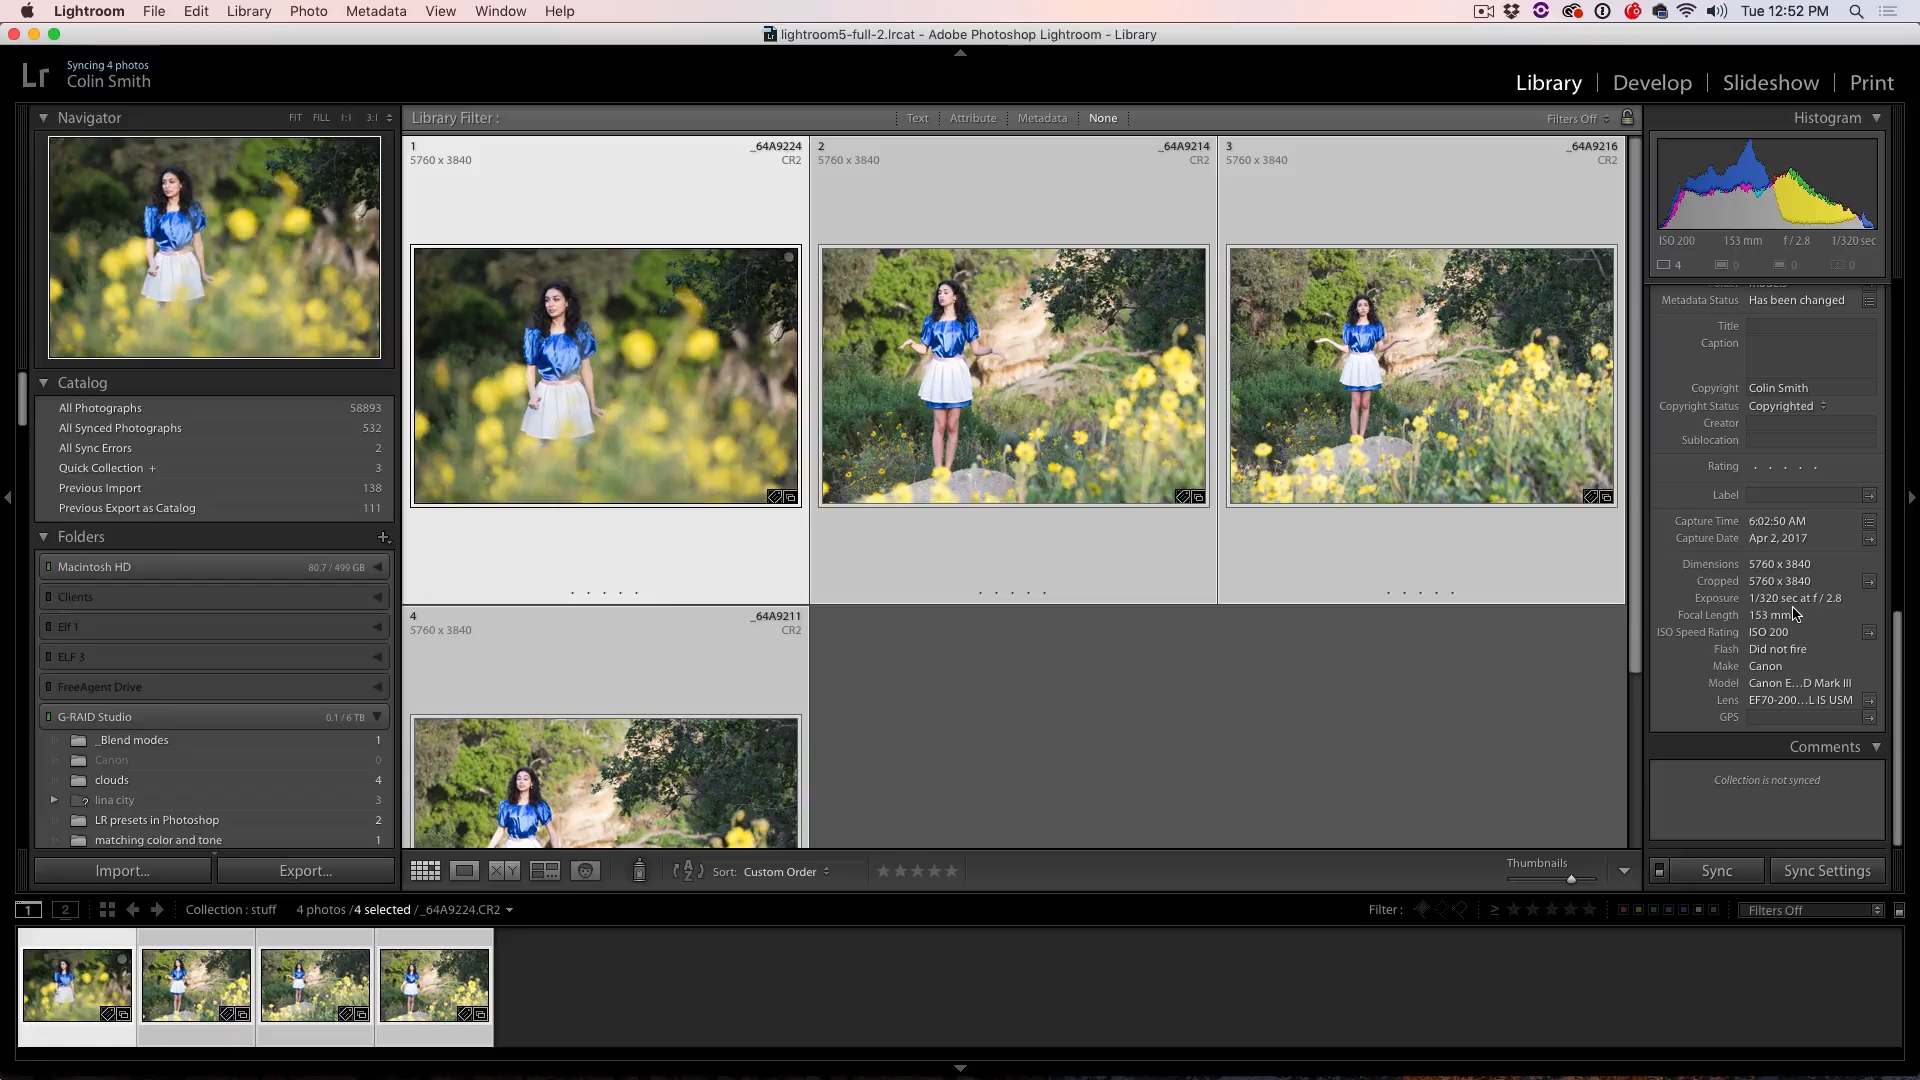 Lightroom File Edit Library Photo Metadata View Window Help Tue 12:52 PM
lightroom5-full-2.lrcat - Adobe Photoshop Lightroom - Library
Lr Syncing 4 photos
Colin Smith
Library Develop Slideshow Print
Navigator FIT FILL 1:1 3:1
Library Filter : Text Attribute Metadata None Filters Off
Histogram
1 _64A9224
5760 x 3840 CR2
2 _64A9214
5760 x 3840 CR2
3 _64A9216
5760 x 3840 CR2
4 _64A9211
5760 x 3840 CR2
Catalog
All Photographs 58893
All Synced Photographs 532
All Sync Errors 2
Quick Collection + 3
Previous Import 138
Previous Export as Catalog 111
Folders
Macintosh HD 80.7 / 499 GB
Clients
Elf 1
ELF 3
FreeAgent Drive
G-RAID Studio 0.1 / 6 TB
_Blend modes 1
Canon 0
clouds 4
lina city 3
LR presets in Photoshop 2
matching color and tone 1
Import... Export...
Sort: Custom Order
Thumbnails
ISO 200 153 mm f / 2.8 1/320 sec
4 0 0 0
Metadata Status Has been changed
Title
Caption
Copyright Colin Smith
Copyright Status Copyrighted
Creator
Sublocation
Rating
Label
Capture Time 6:02:50 AM
Capture Date Apr 2, 2017
Dimensions 5760 x 3840
Cropped 5760 x 3840
Exposure 1/320 sec at f / 2.8
Focal Length 153 mm
ISO Speed Rating ISO 200
Flash Did not fire
Make Canon
Model Canon E...D Mark III
Lens EF70-200...L IS USM
GPS
Comments
Collection is not synced
Sync Sync Settings
1 2 Collection : stuff 4 photos / 4 selected / _64A9224.CR2
Filter : Filters Off